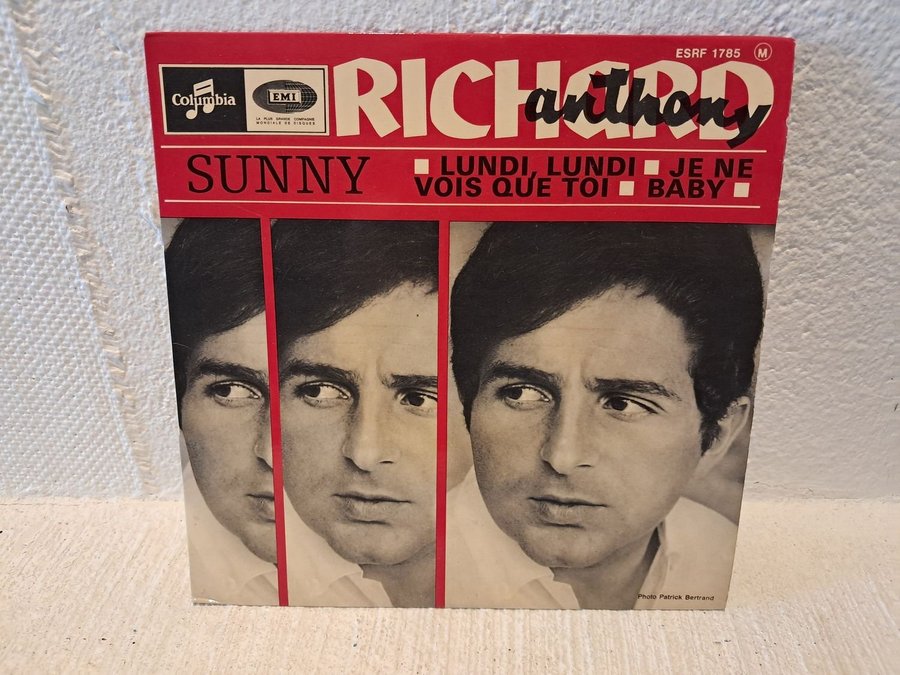 ESRF 1785 M
Columbia
EMI
LA PLUS GRANDE COMPAGNIE
MONDIALE DE DISQUES
RICHARD
anthony
SUNNY
LUNDI, LUNDI ▪ JE NE
VOIS QUE TOI ▪ BABY
Photo Patrick Bertrand